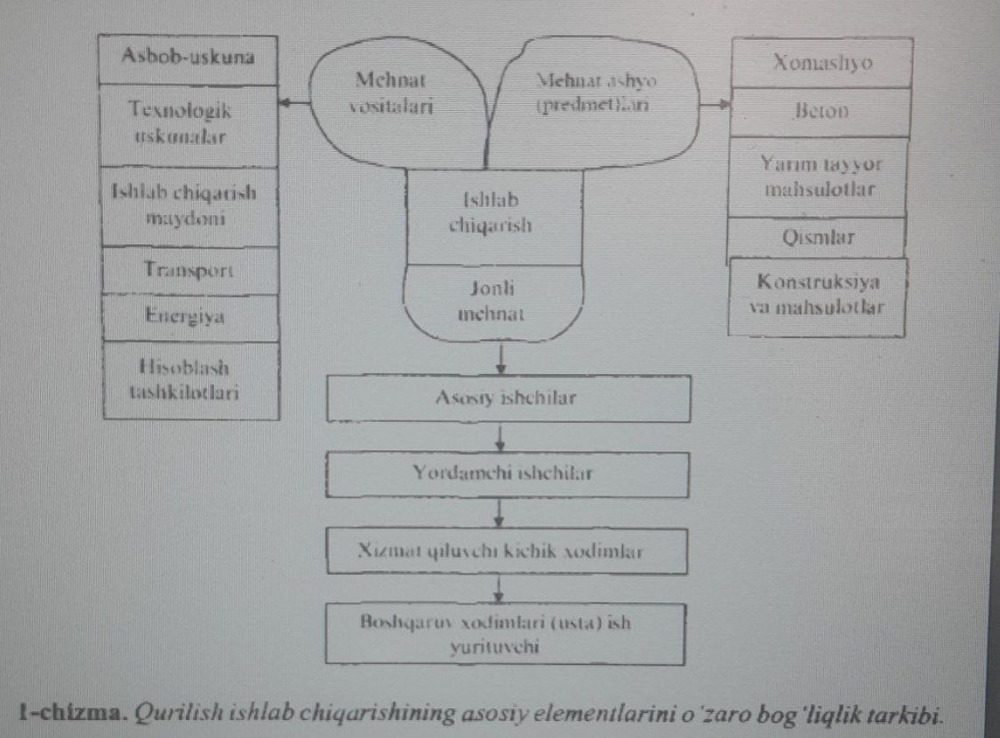 Asbob-uskuna
Texnologik
uskunalar
Ishlab chiqarish
maydoni
Transport
Energiya
Hisoblash
tashkilotlari
Mehnat
vositalari
Mehnat ashyo
(predmet)lari
Ishlab
chiqarish
Jonli
mehnat
Xomashyo
Beton
Yarim tayyor
mahsulotlar
Qismlar
Konstruksiya
va mahsulotlar
Asosiy ishchilar
Yordamchi ishchilar
Xizmat qiluvchi kichik xodimlar
Boshqaruv xodimlari (usta) ish
yurituvchi
1-chizma. Qurilish ishlab chiqarishining asosiy elementlarini o‘zaro bog‘liqlik tarkibi.